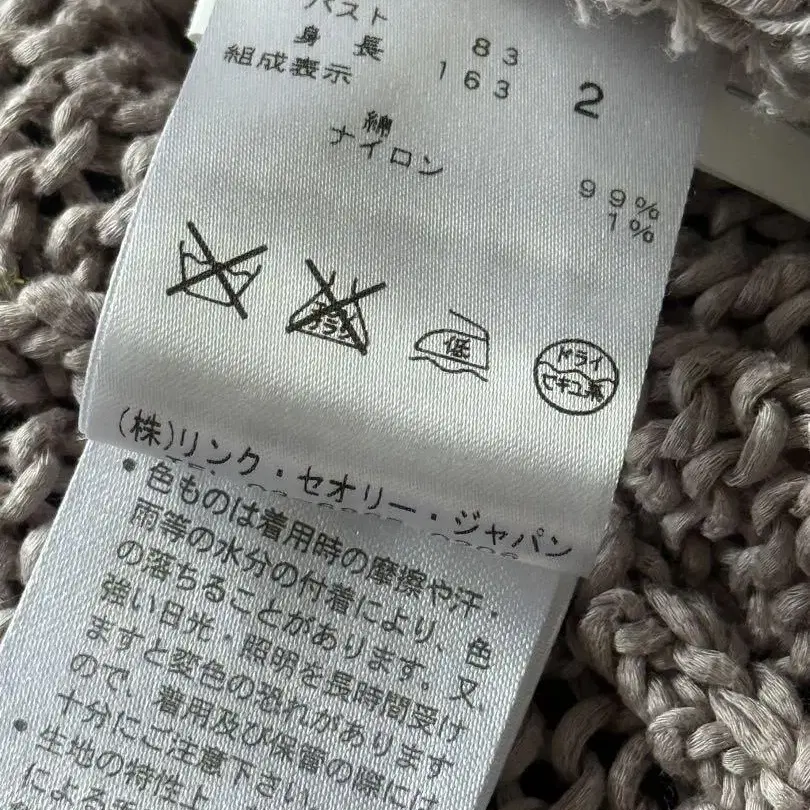 バスト 83
身長 163 2
組成表示
綿 99%
ナイロン 1%
低
ドライ
セキユ系
(株)リンク・セオリー・ジャパン
・色ものは着用時の摩擦や汗・
雨等の水分の付着により、色
の落ちることがあります。又、
強い日光・照明を長時間受け
ますと変色の恐れがあります
ので、着用及び保管の際には
十分にご注意下さい
・生地の特性上
による